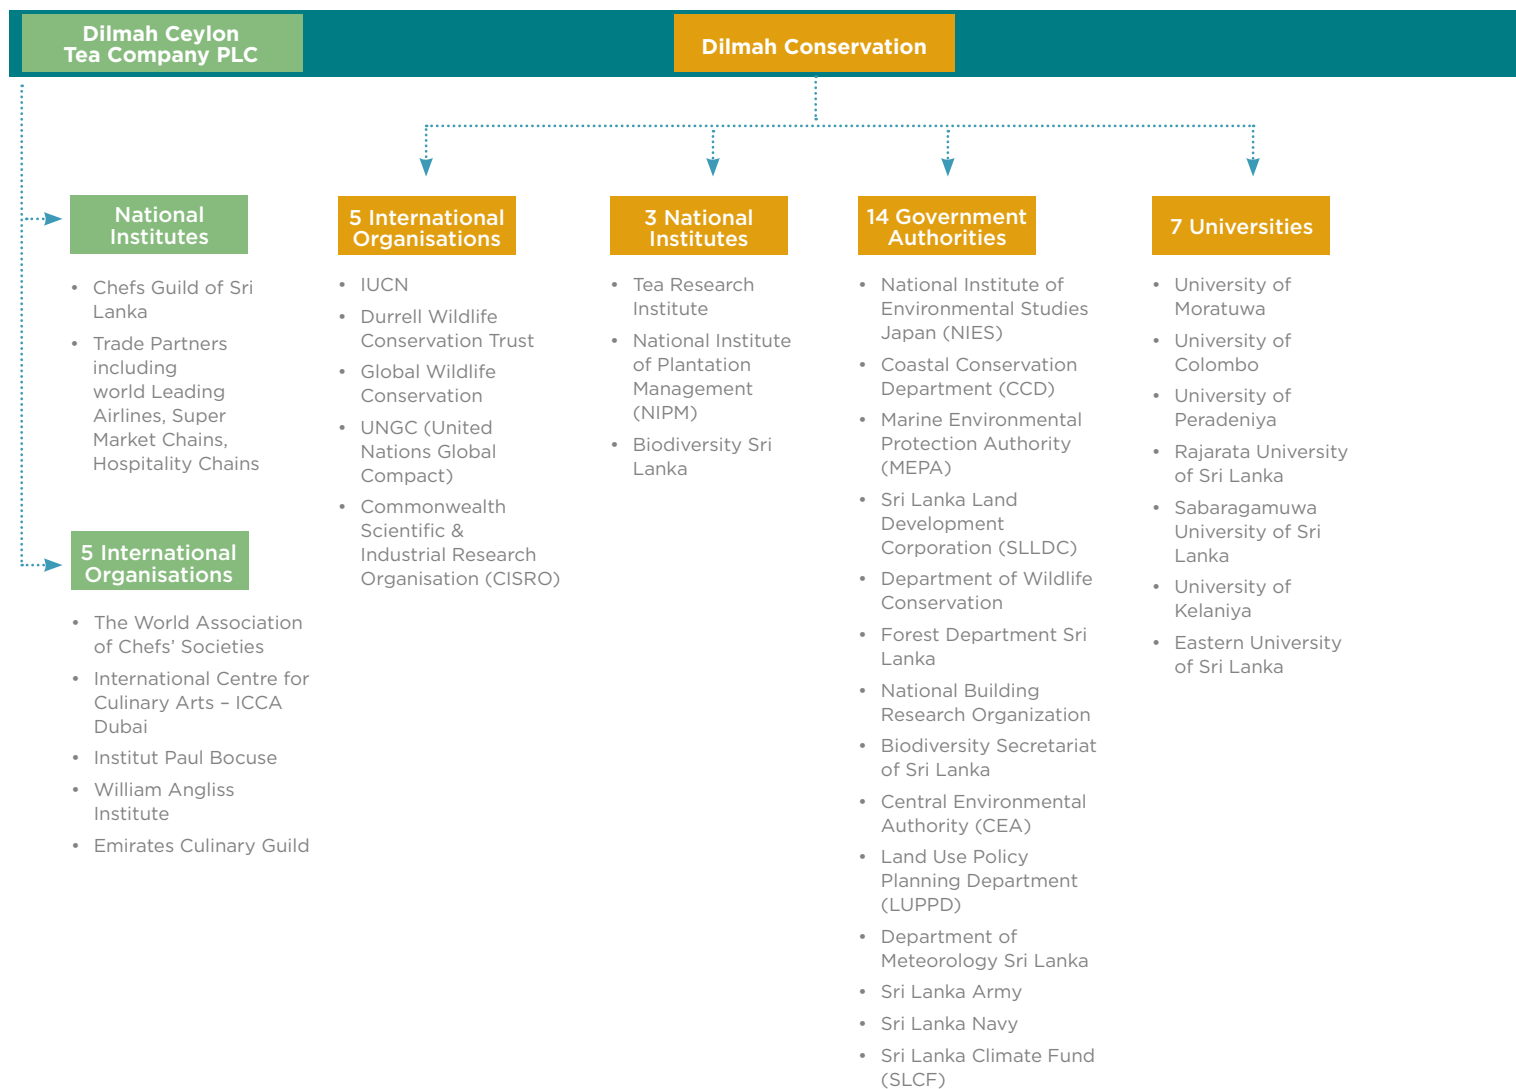 Dilmah Ceylon
Tea Company PLC
Dilmah Conservation
National
Institutes
• Chefs Guild of Sri
Lanka
• Trade Partners
including
world Leading
Airlines, Super
Market Chains,
Hospitality Chains
5 International
Organisations
• The World Association
of Chefs’ Societies
• International Centre for
Culinary Arts – ICCA
Dubai
• Institut Paul Bocuse
• William Angliss
Institute
• Emirates Culinary Guild
5 International
Organisations
• IUCN
• Durrell Wildlife
Conservation Trust
• Global Wildlife
Conservation
• UNGC (United
Nations Global
Compact)
• Commonwealth
Scientific &
Industrial Research
Organisation (CISRO)
3 National
Institutes
• Tea Research
Institute
• National Institute
of Plantation
Management
(NIPM)
• Biodiversity Sri
Lanka
14 Government
Authorities
• National Institute of
Environmental Studies
Japan (NIES)
• Coastal Conservation
Department (CCD)
• Marine Environmental
Protection Authority
(MEPA)
• Sri Lanka Land
Development
Corporation (SLLDC)
• Department of Wildlife
Conservation
• Forest Department Sri
Lanka
• National Building
Research Organization
• Biodiversity Secretariat
of Sri Lanka
• Central Environmental
Authority (CEA)
• Land Use Policy
Planning Department
(LUPPD)
• Department of
Meteorology Sri Lanka
• Sri Lanka Army
• Sri Lanka Navy
• Sri Lanka Climate Fund
(SLCF)
7 Universities
• University of
Moratuwa
• University of
Colombo
• University of
Peradeniya
• Rajarata University
of Sri Lanka
• Sabaragamuwa
University of Sri
Lanka
• University of
Kelaniya
• Eastern University
of Sri Lanka